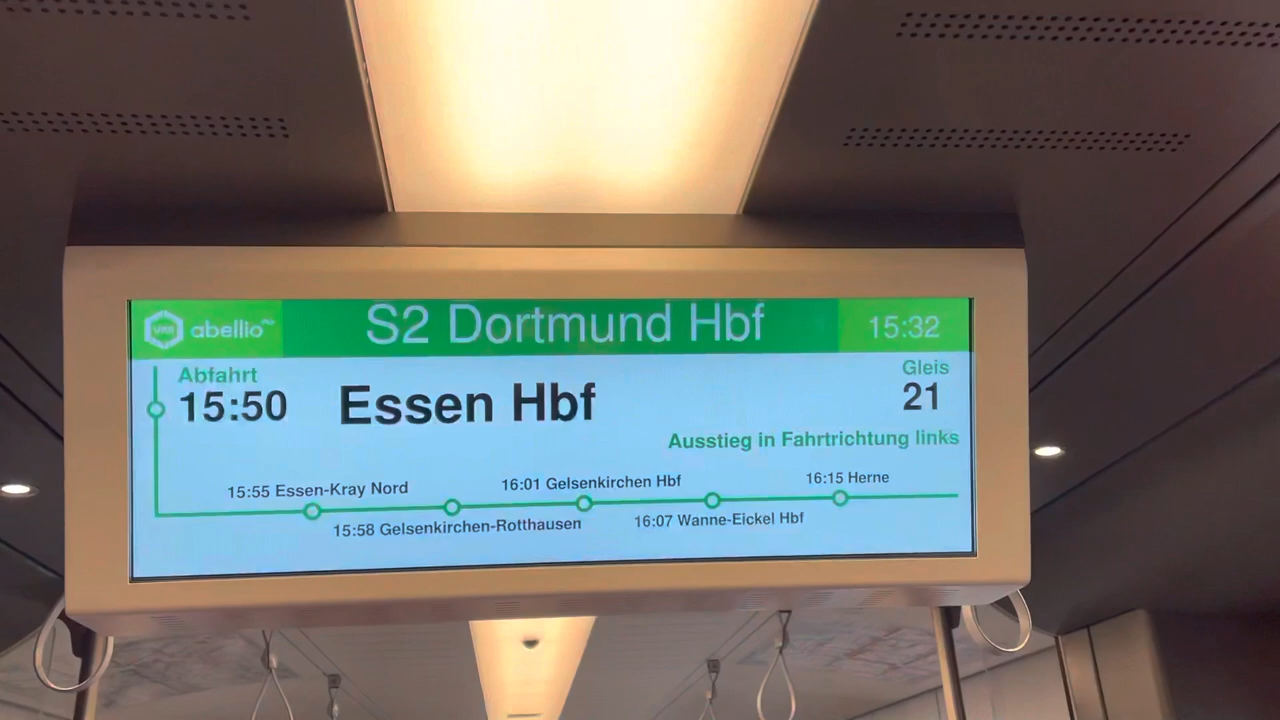 VRR abellio S2 Dortmund Hbf 15:32
Abfahrt
15:50 Essen Hbf
Gleis
21
Ausstieg in Fahrtrichtung links
15:55 Essen-Kray Nord
15:58 Gelsenkirchen-Rotthausen
16:01 Gelsenkirchen Hbf
16:07 Wanne-Eickel Hbf
16:15 Herne